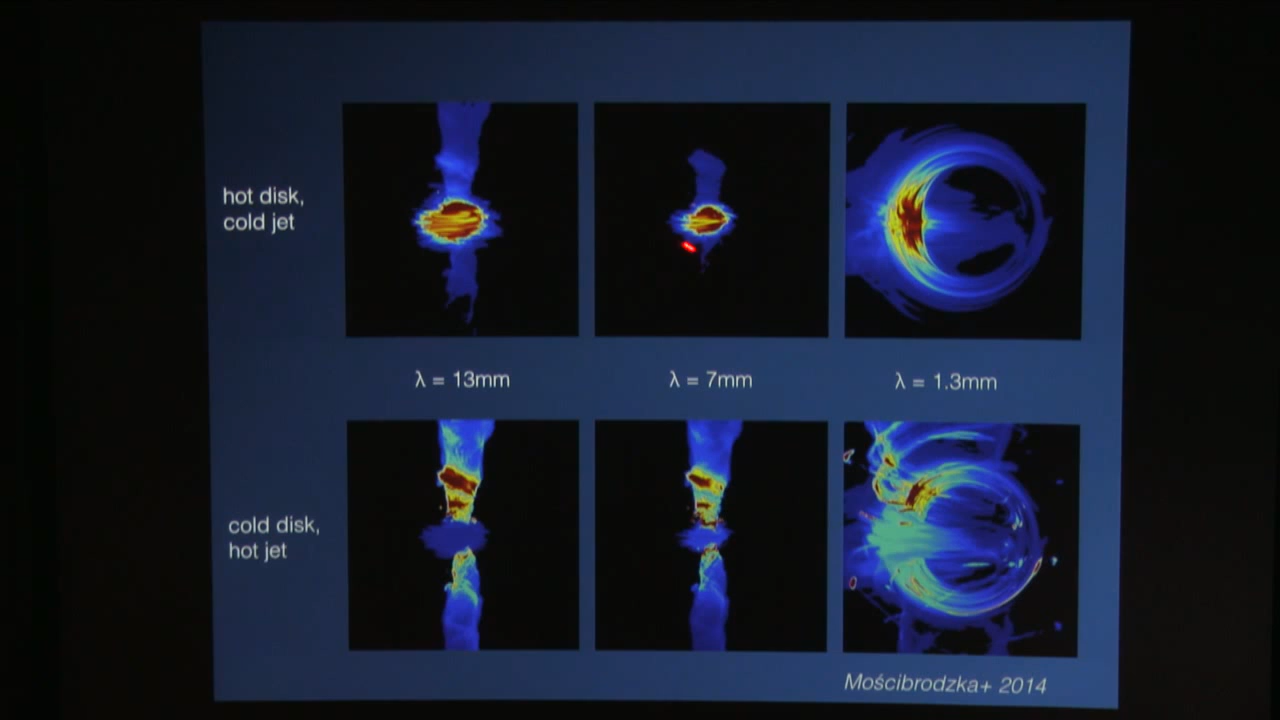 hot disk,
cold jet
λ = 13mm
λ = 7mm
λ = 1.3mm
cold disk,
hot jet
Mościbrodzka+ 2014